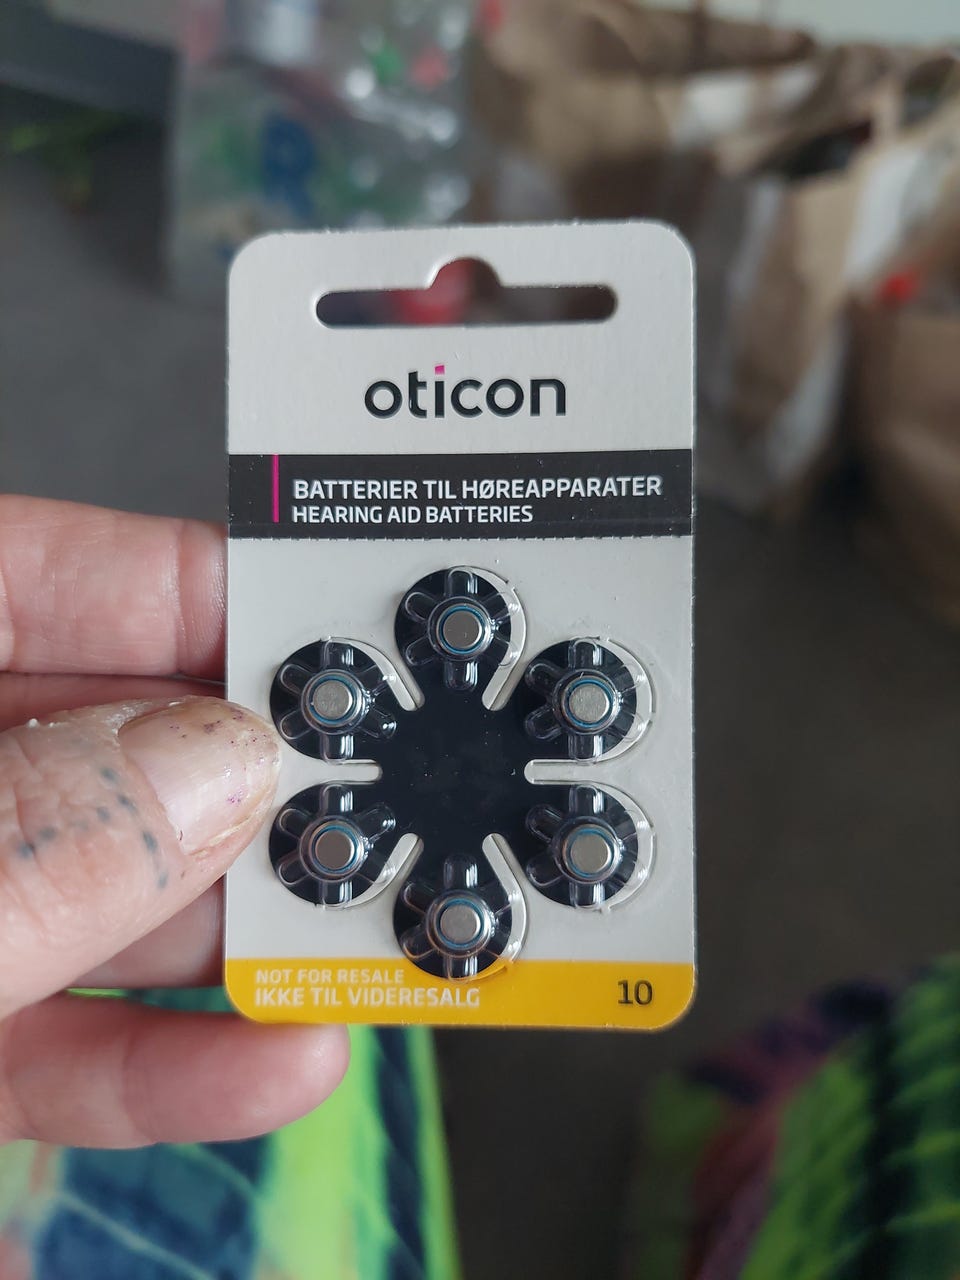 oticon
BATTERIER TIL HØREAPPARATER
HEARING AID BATTERIES
NOT FOR RESALE
IKKE TIL VIDERESALG
10